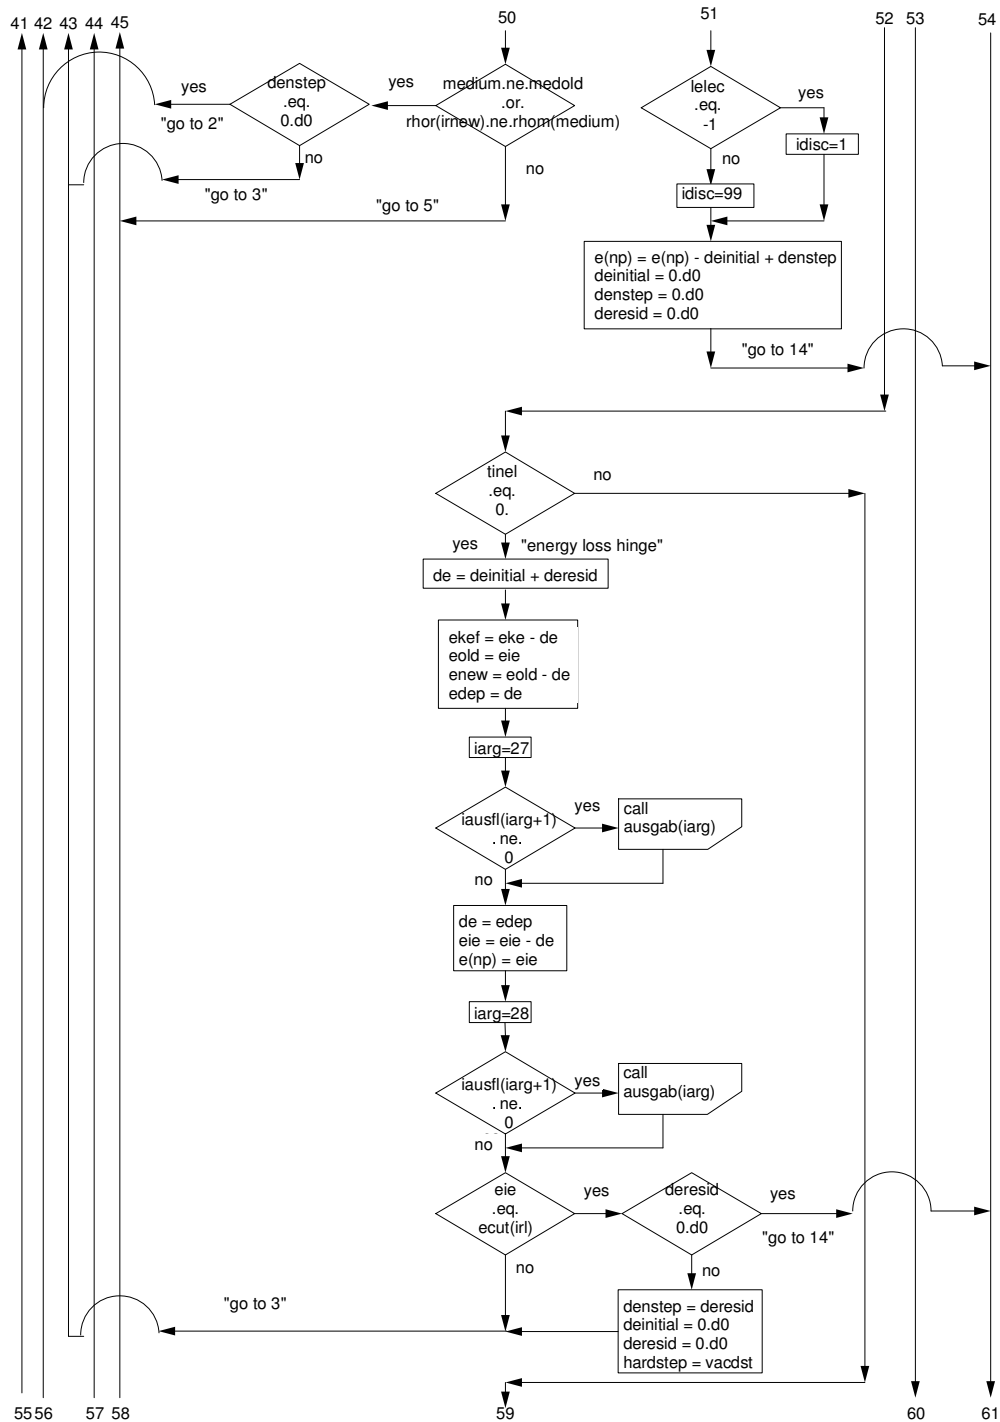 41 42 43 44 45 50 51 52 53 54
denstep
.eq.
0.d0
yes
"go to 2"
yes
medium.ne.medold
.or.
rhor(irnew).ne.rhom(medium)
no
"go to 3"
no
"go to 5"
lelec
.eq.
-1
yes
idisc=1
no
idisc=99
e(np) = e(np) - deinitial + denstep
deinitial = 0.d0
denstep = 0.d0
deresid = 0.d0
"go to 14"
tinel
.eq.
0.
no
yes
"energy loss hinge"
de = deinitial + deresid
ekef = eke - de
eold = eie
enew = eold - de
edep = de
iarg=27
iausfl(iarg+1)
. ne.
0
yes
call
ausgab(iarg)
no
de = edep
eie = eie - de
e(np) = eie
iarg=28
iausfl(iarg+1)
. ne.
0
yes
call
ausgab(iarg)
no
eie
.eq.
ecut(irl)
yes
deresid
.eq.
0.d0
yes
"go to 14"
no
no
denstep = deresid
deinitial = 0.d0
deresid = 0.d0
hardstep = vacdst
"go to 3"
55 56 57 58 59 60 61